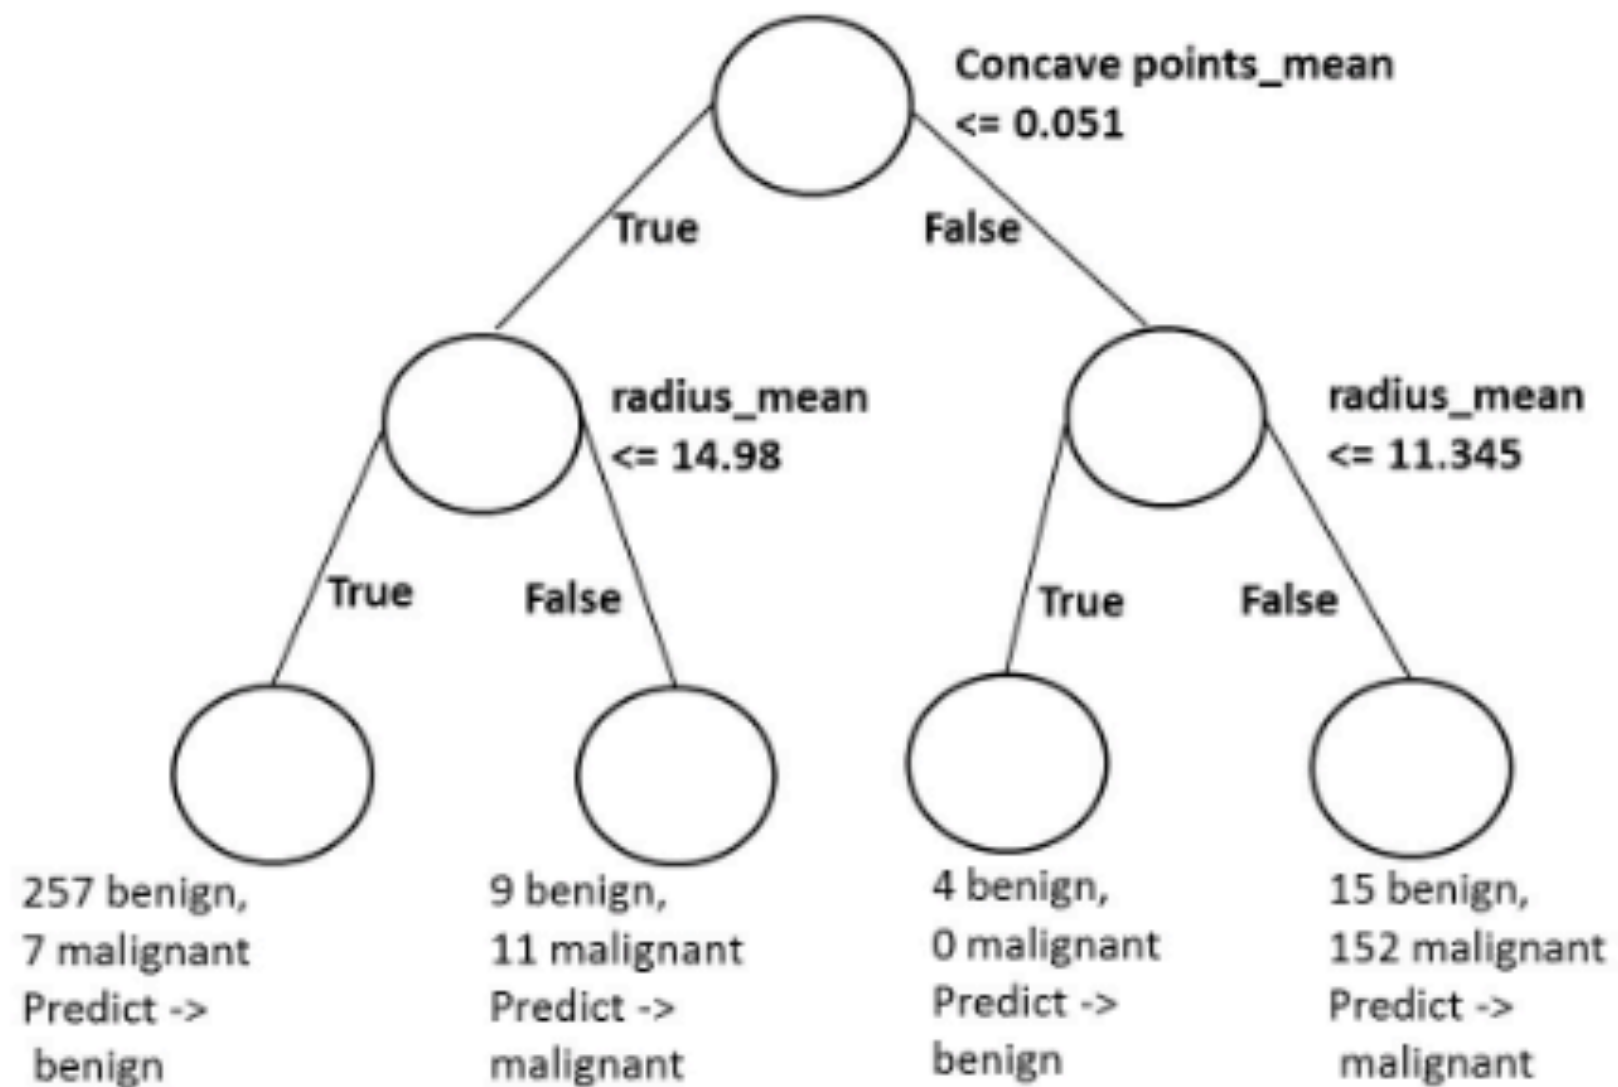 Concave points_mean
<= 0.051
True
False
radius_mean
<= 14.98
radius_mean
<= 11.345
True
False
True
False
257 benign,
7 malignant
Predict ->
benign
9 benign,
11 malignant
Predict ->
malignant
4 benign,
0 malignant
Predict ->
benign
15 benign,
152 malignant
Predict ->
malignant